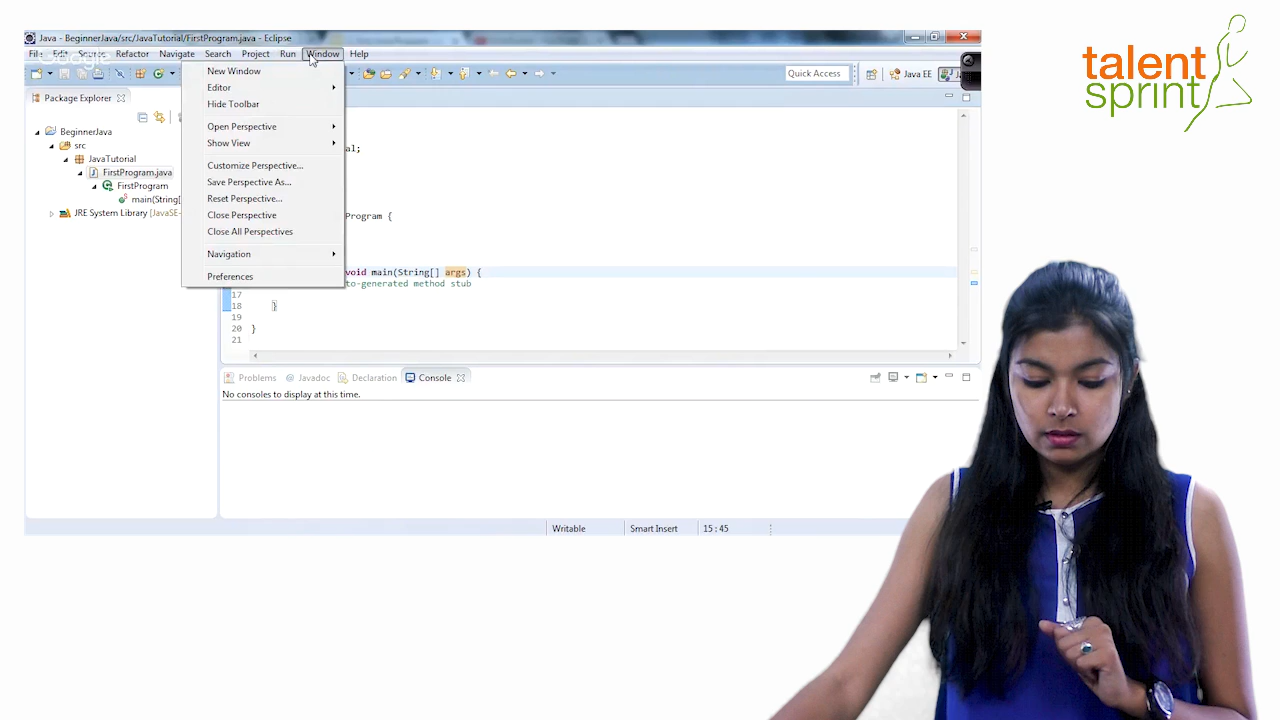 Java - BeginnerJava/src/JavaTutorial/FirstProgram.java - Eclipse
File Edit Source Refactor Navigate Search Project Run Window Help
Google
Quick Access
Java EE
Package Explorer
BeginnerJava
src
JavaTutorial
FirstProgram.java
FirstProgram
main(String[
JRE System Library [JavaSE-
New Window
Editor
Hide Toolbar
Open Perspective
Show View
Customize Perspective...
Save Perspective As...
Reset Perspective...
Close Perspective
Close All Perspectives
Navigation
Preferences
al;
Program {
void main(String[] args) {
to-generated method stub
17
18 }
19
20 }
21
Problems Javadoc Declaration Console
No consoles to display at this time.
Writable Smart Insert 15:45
talent
sprint